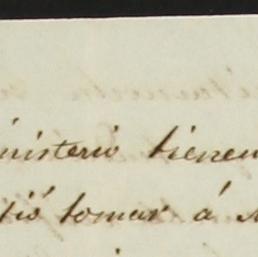 inisterio tienen
tió tomar á